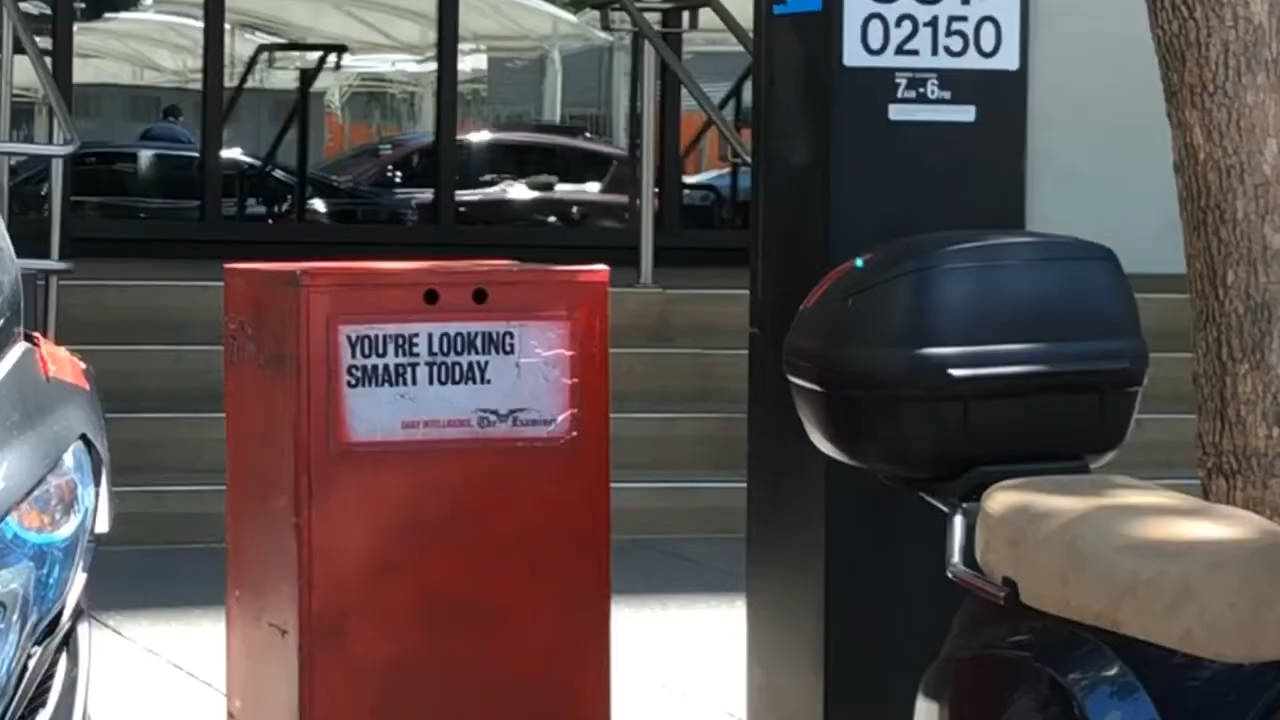 02150
7AM - 6PM
YOU'RE LOOKING
SMART TODAY.
DAILY INTELLIGENCE. The Examiner